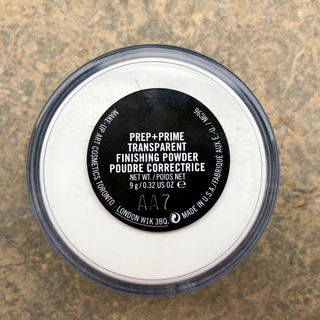 PREP+PRIME
TRANSPARENT
FINISHING POWDER
POUDRE CORRECTRICE
NET WT./POIDS NET
9 g/0.32 US OZ ℮
AA7
MAKE-UP ART COSMETICS TORONTO - LONDON W1K 3BQ.
MADE IN U.S.A./FABRIQUÉ AUX É.-U./MC96